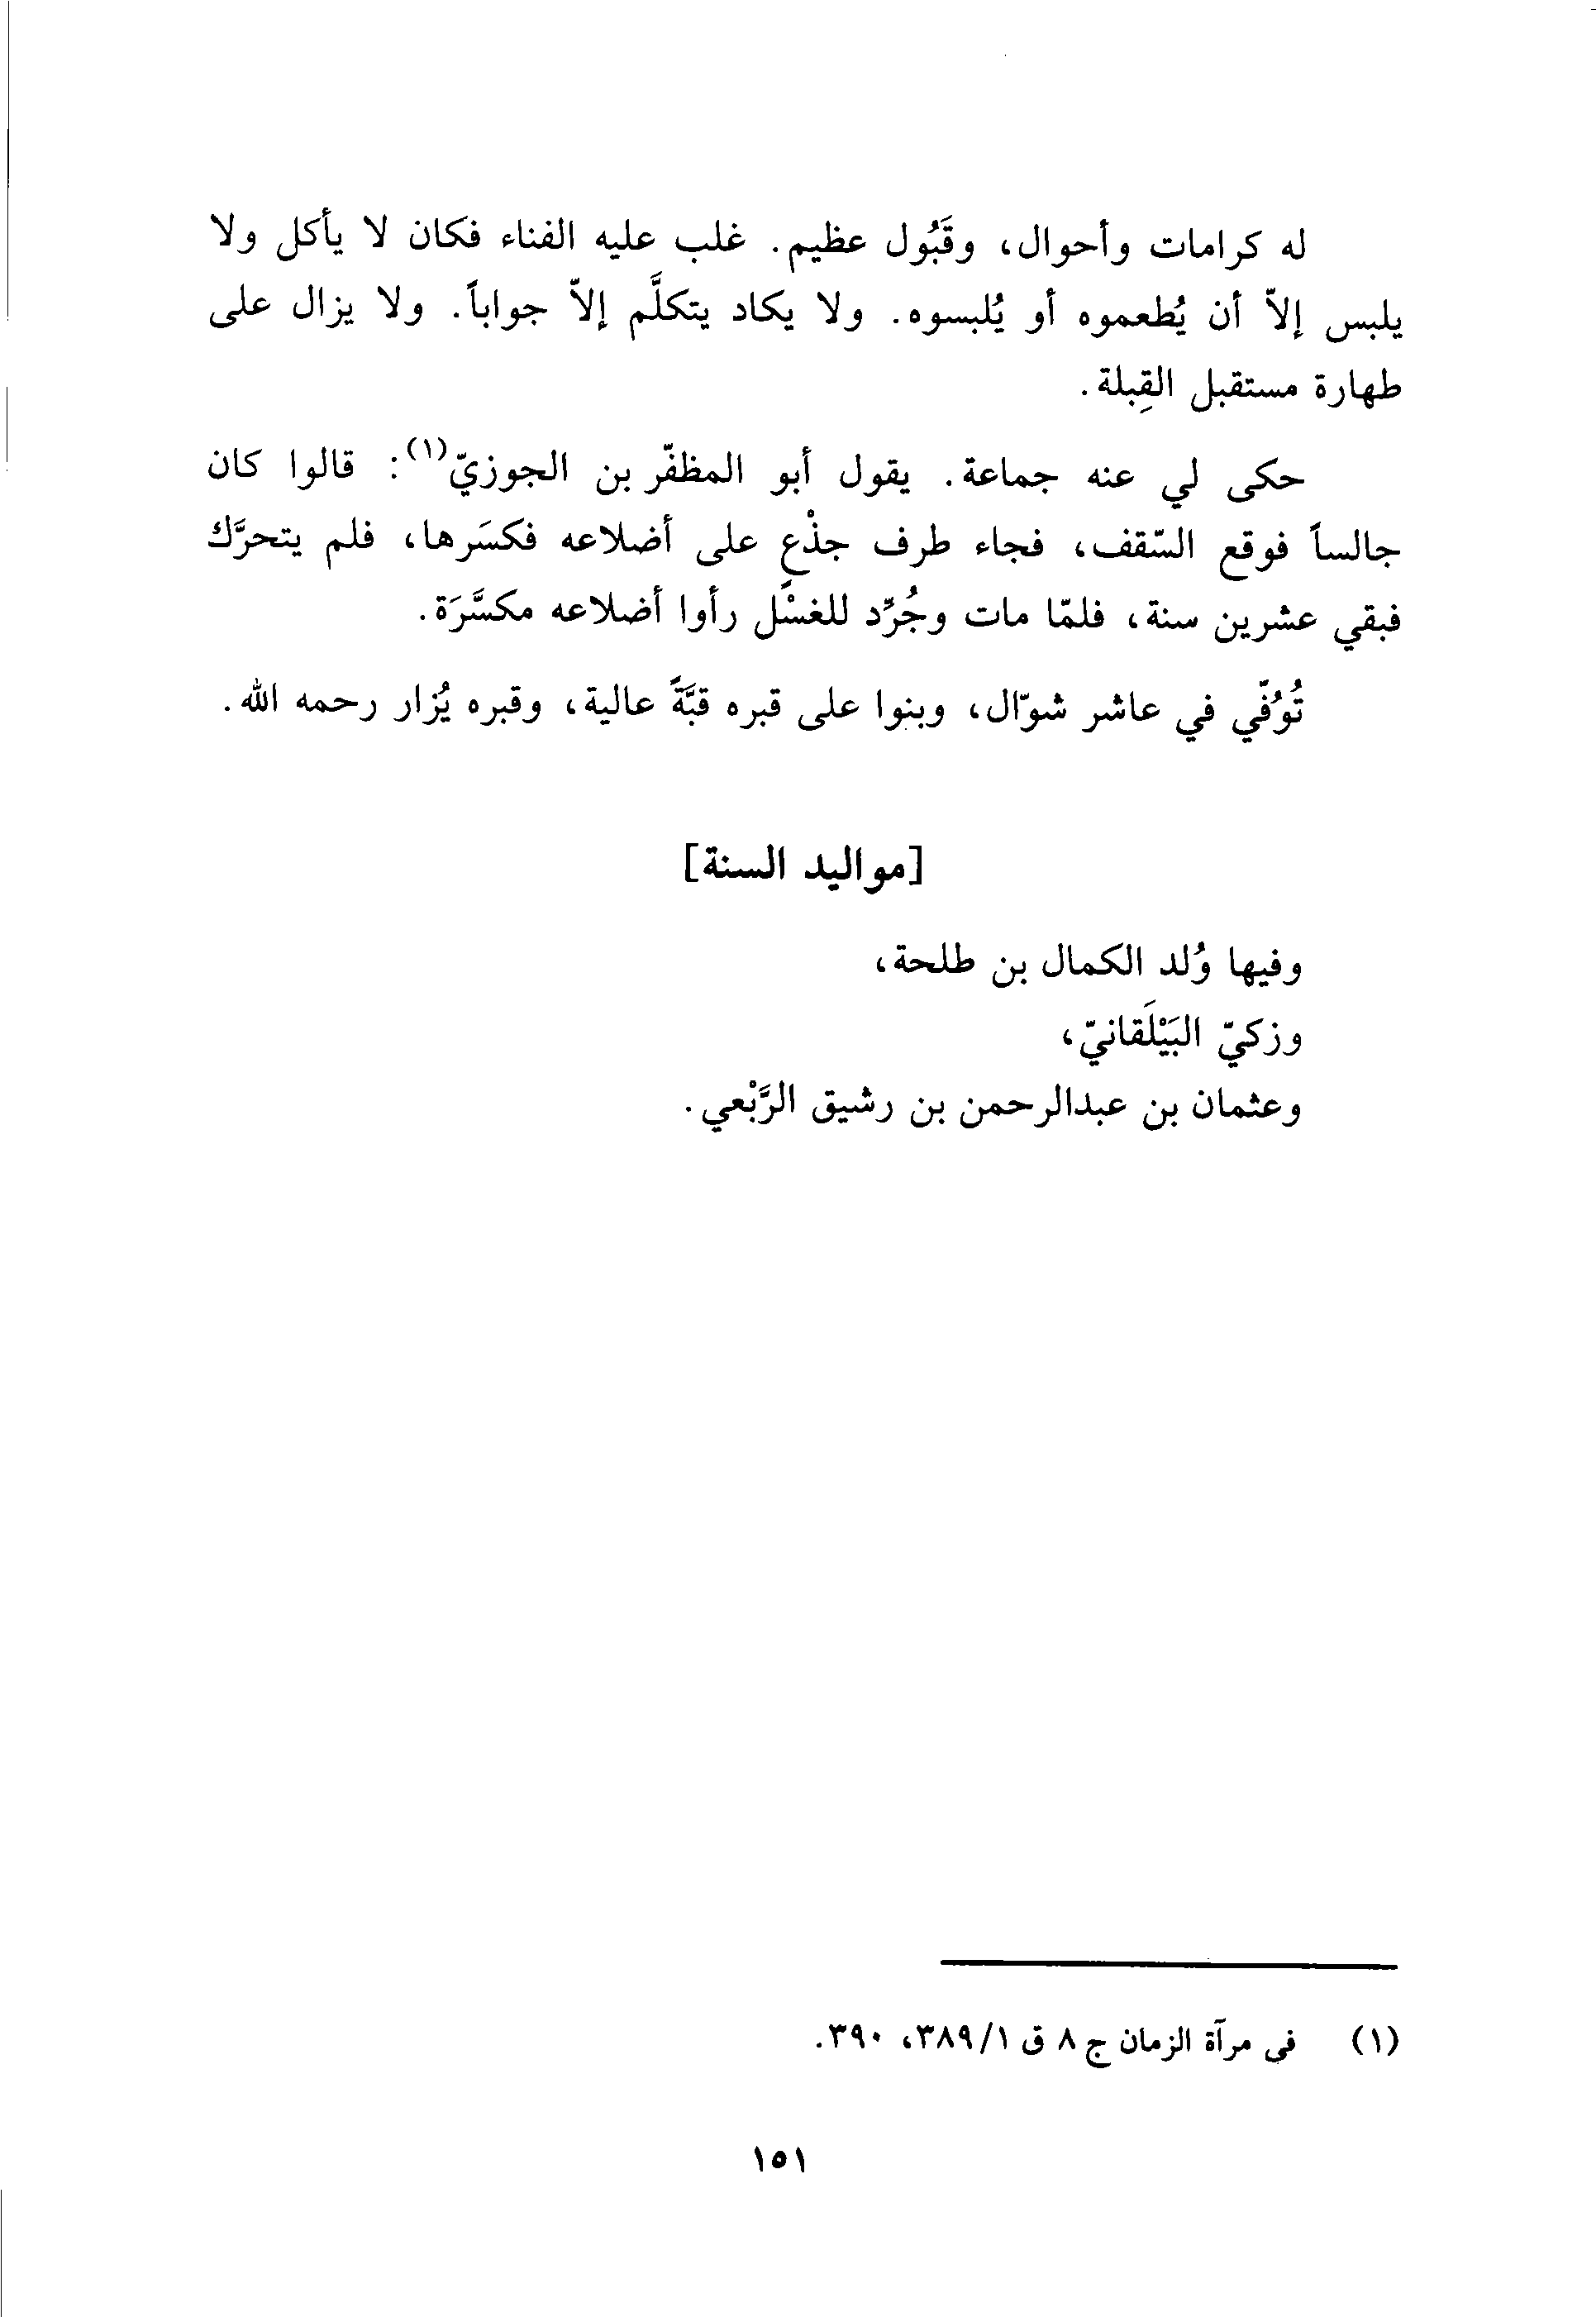 له كرامات وأحوال، وقَبُول عظيم. غلب عليه الفناء فكان لا يأكل ولا
يلبس إلاّ أن يُطعموه أو يُلبسوه. ولا يكاد يتكلَّم إلاّ جواباً. ولا يزال على
طهارة مستقبل القِبلة.
حكى لي عنه جماعة. يقول أبو المظفّر بن الجوزيّ(١): قالوا كان
جالساً فوقع السّقف، فجاء طرف جذْعٍ على أضلاعه فكسَرها، فلم يتحرَّك
فبقي عشرين سنة، فلمّا مات وجُرِّد للغسْل رأوا أضلاعه مكسَّرَة.
تُوُفّي في عاشر شوّال، وبنوا على قبره قبَّةً عالية، وقبره يُزار رحمه الله.
[مواليد السنة]
وفيها وُلد الكمال بن طلحة،
وزكيّ البَيْلَقانيّ،
وعثمان بن عبدالرحمن بن رشيق الرَّبْعي.
(١) في مرآة الزمان ج ٨ ق ٣٨٩/١، ٣٩٠.
١٥١